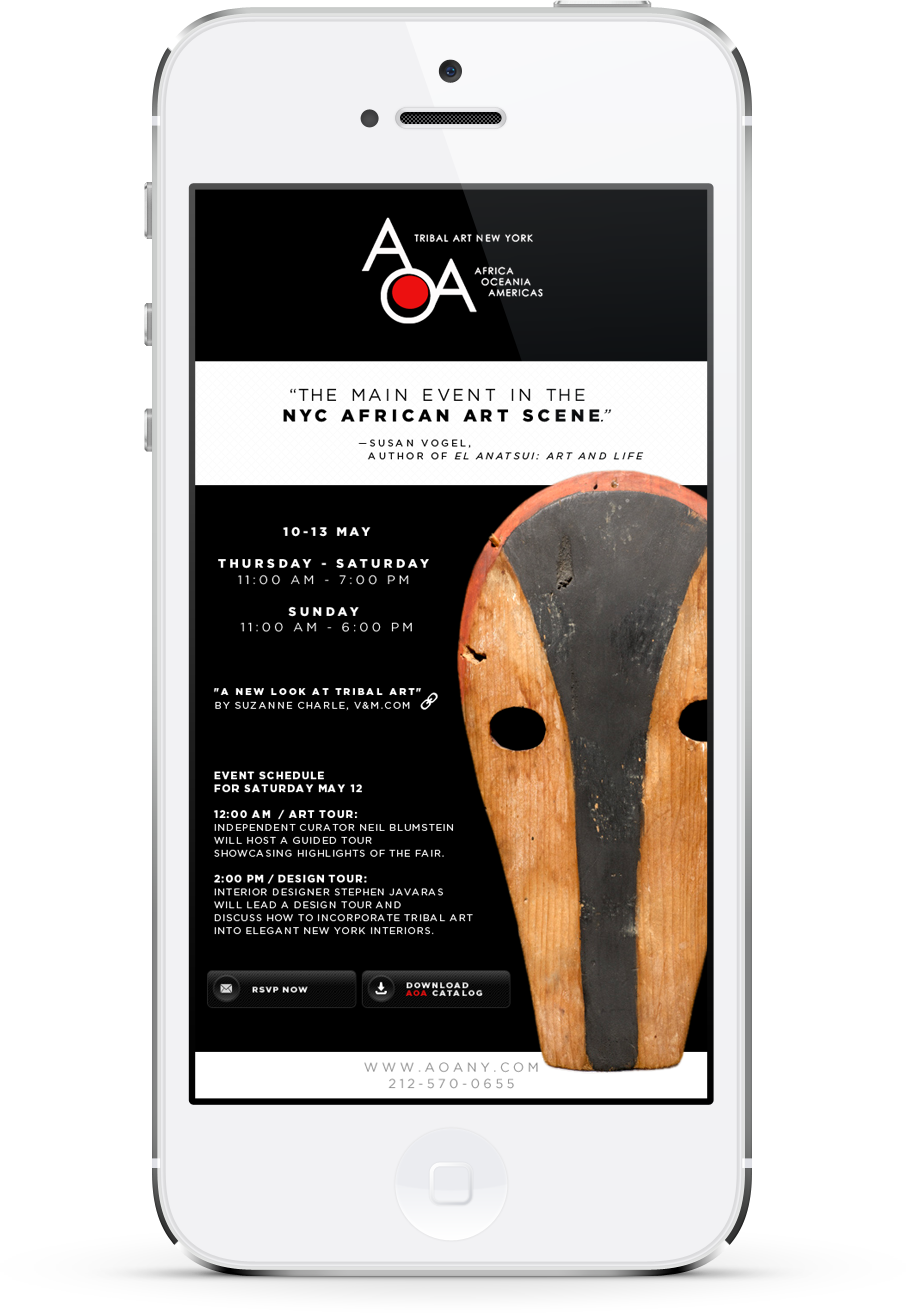 A
TRIBAL ART NEW YORK
OA
AFRICA
OCEANIA
AMERICAS
“THE MAIN EVENT IN THE
NYC AFRICAN ART SCENE.”
—SUSAN VOGEL,
AUTHOR OF EL ANATSUI: ART AND LIFE
10-13 MAY
THURSDAY - SATURDAY
11:00 AM - 7:00 PM
SUNDAY
11:00 AM - 6:00 PM
"A NEW LOOK AT TRIBAL ART"
BY SUZANNE CHARLE, V&M.COM
EVENT SCHEDULE
FOR SATURDAY MAY 12
12:00 AM / ART TOUR:
INDEPENDENT CURATOR NEIL BLUMSTEIN
WILL HOST A GUIDED TOUR
SHOWCASING HIGHLIGHTS OF THE FAIR.
2:00 PM / DESIGN TOUR:
INTERIOR DESIGNER STEPHEN JAVARAS
WILL LEAD A DESIGN TOUR AND
DISCUSS HOW TO INCORPORATE TRIBAL ART
INTO ELEGANT NEW YORK INTERIORS.
RSVP NOW
DOWNLOAD
AOA CATALOG
WWW.AOANY.COM
212-570-0655